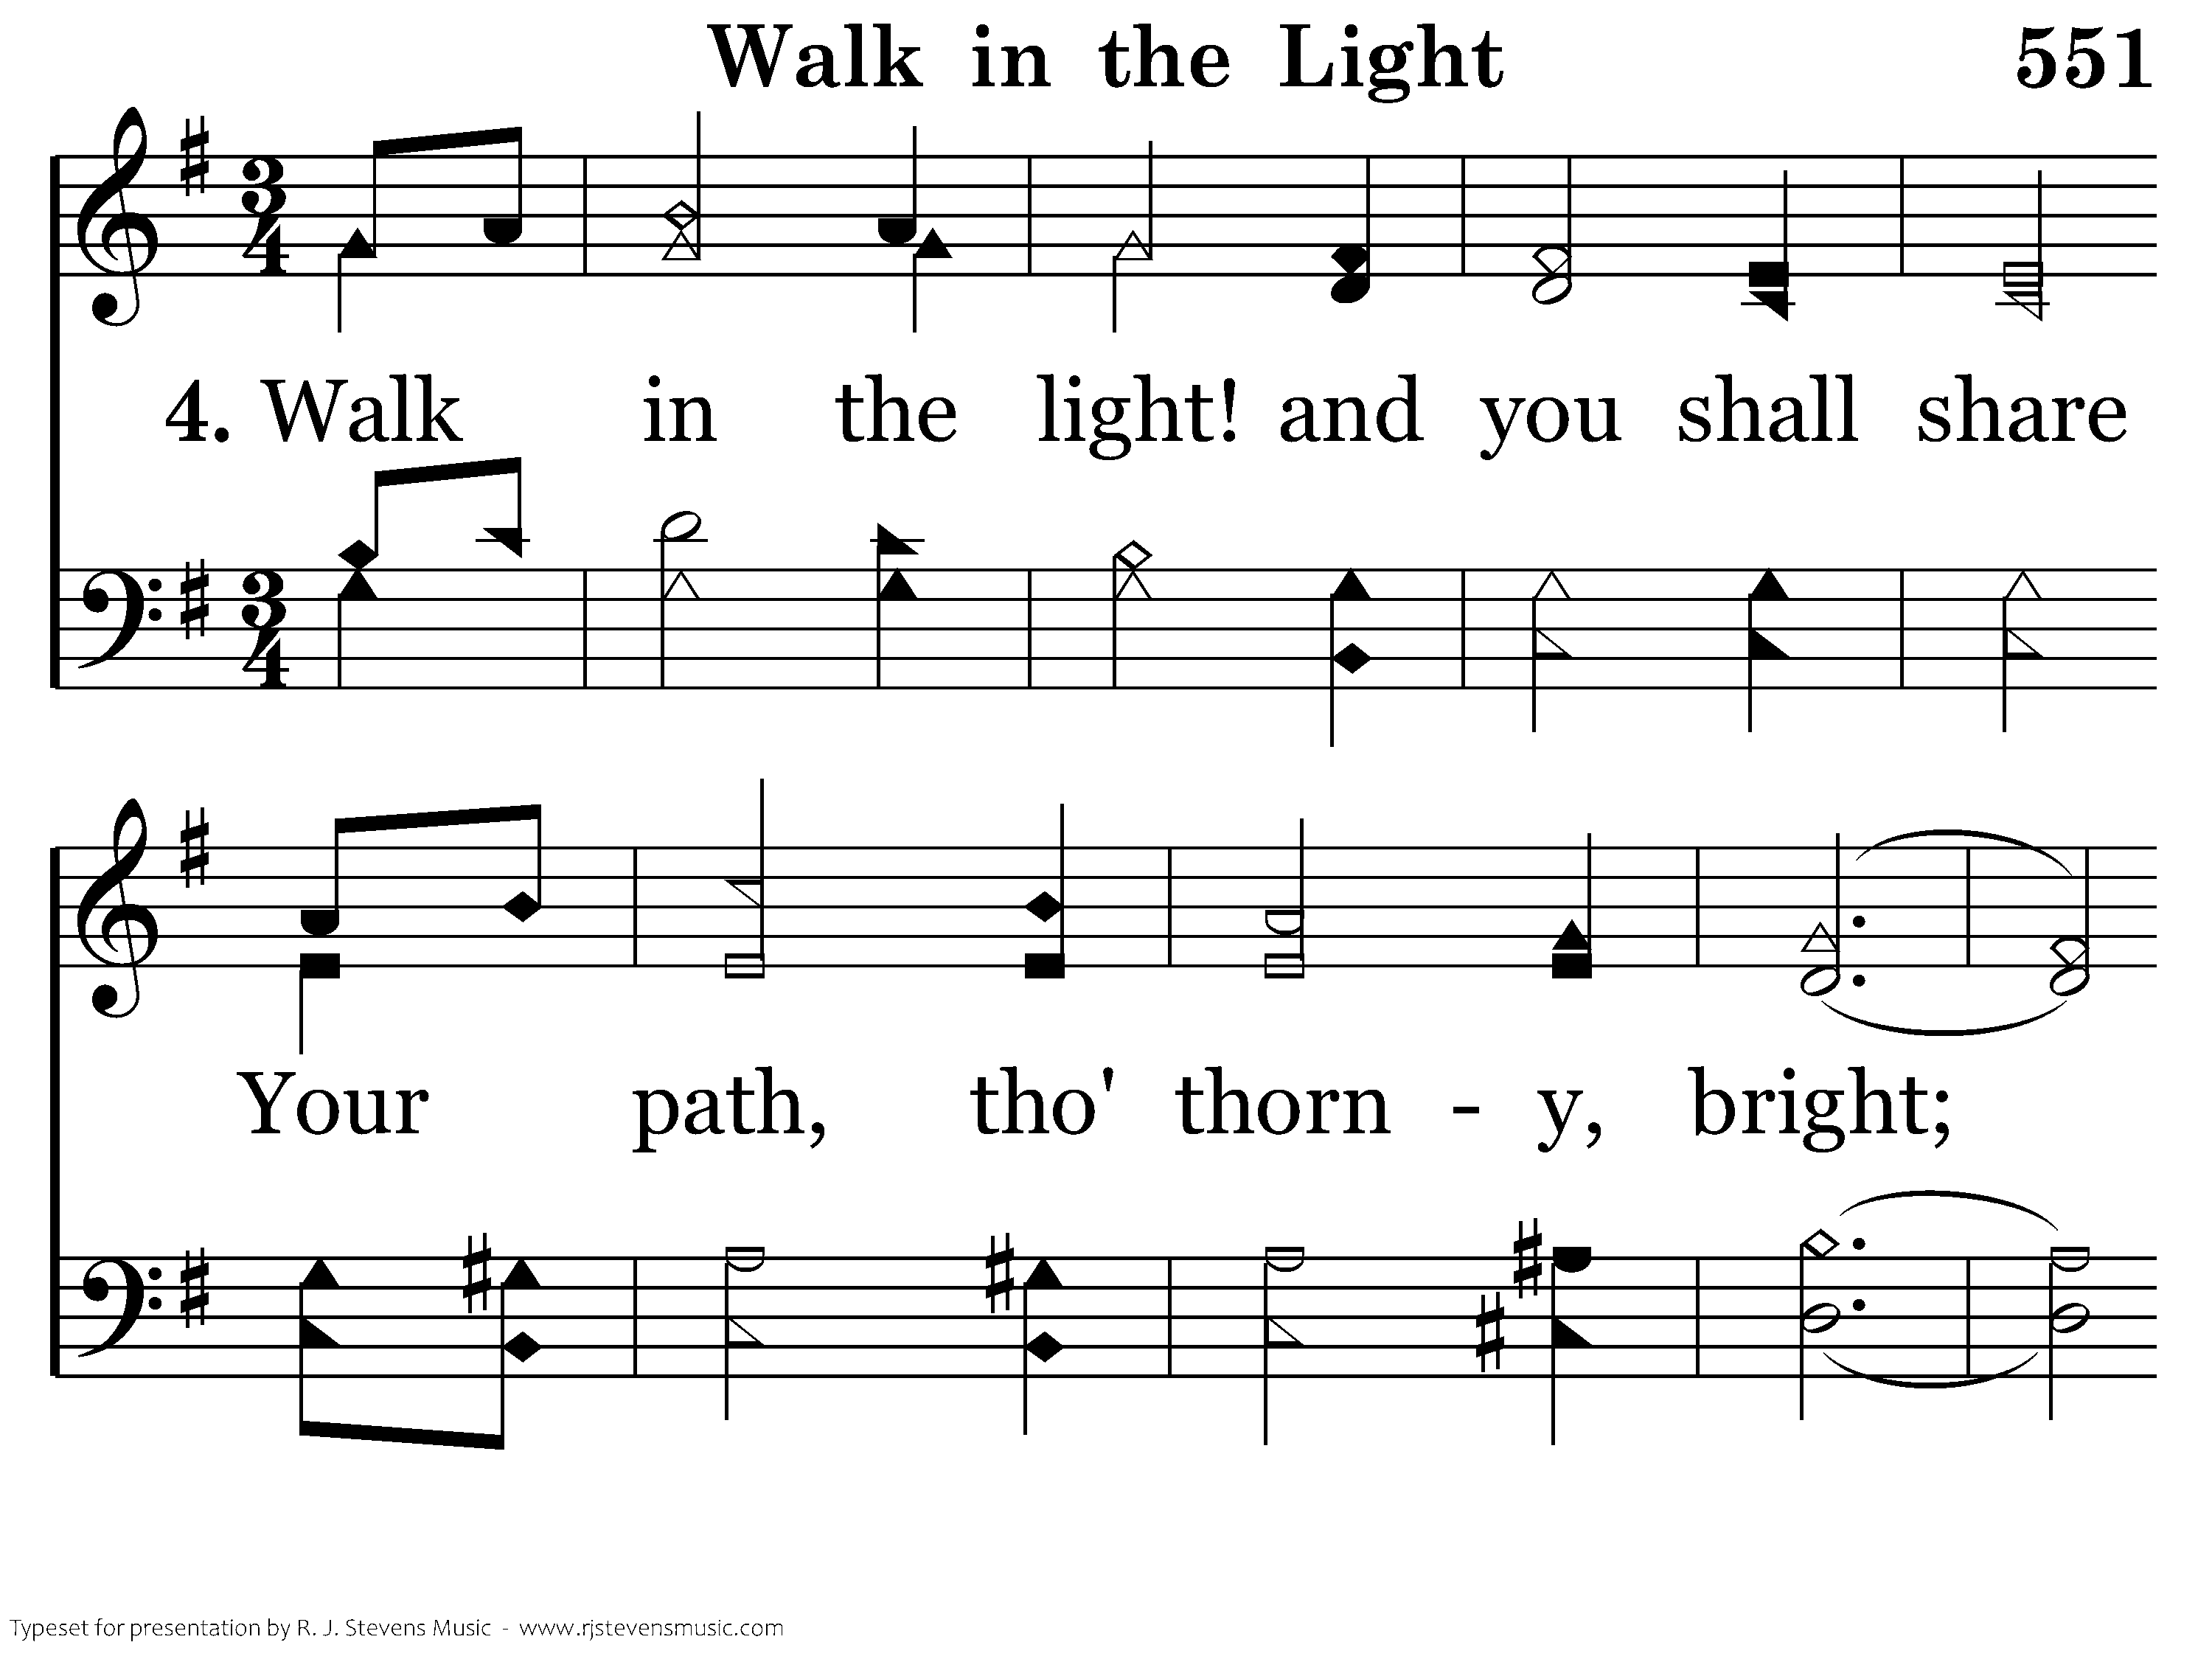 Walk in the Light 551
4. Walk in the light! and you shall share
Your path, tho' thorn - y, bright;
Typeset for presentation by R. J. Stevens Music - www.rjstevensmusic.com